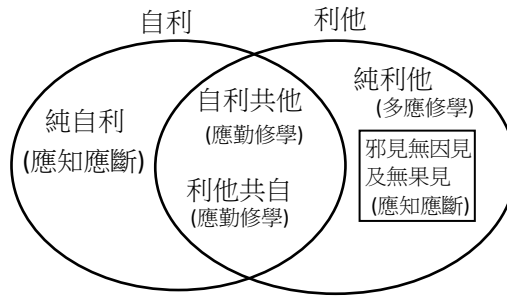 自利
利他
純自利
(應知應斷)
自利共他
(應勤修學)
利他共自
(應勤修學)
純利他
(多應修學)
邪見無因見
及無果見
(應知應斷)